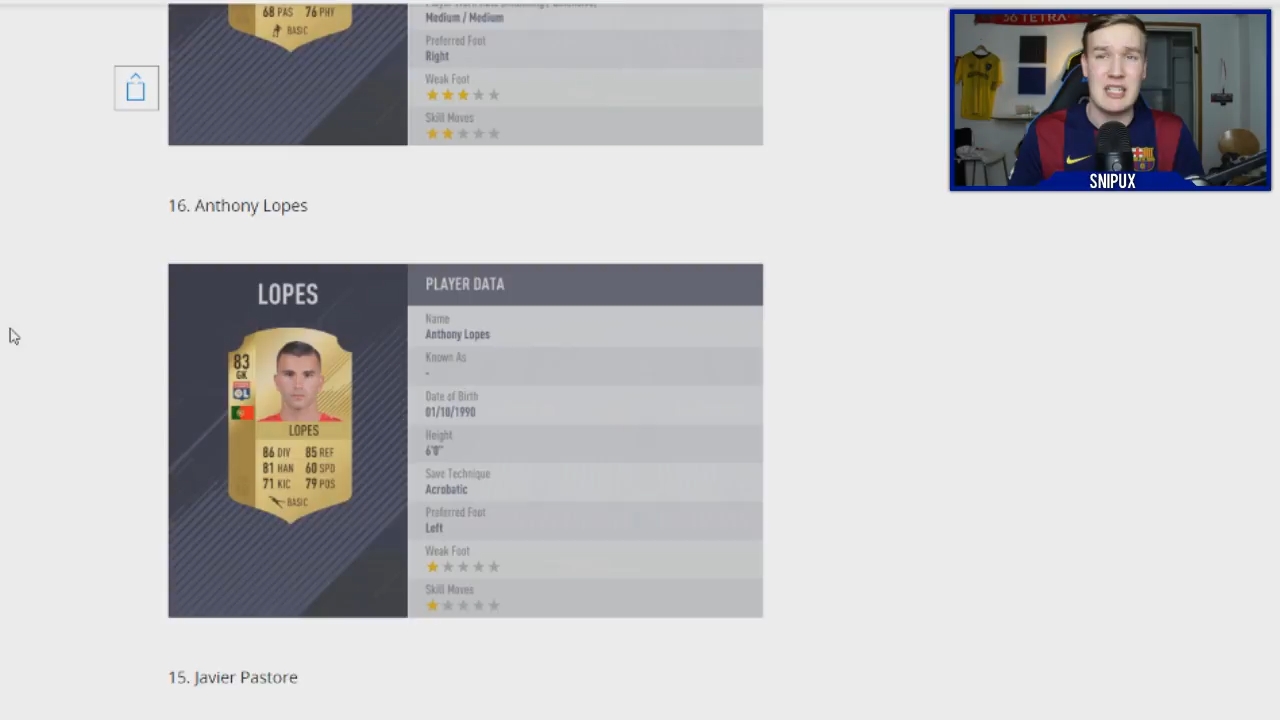 68 PAS 76 PHY
BASIC
Medium / Medium
Preferred Foot
Right
Weak Foot
Skill Moves
SNIPUX
16. Anthony Lopes
LOPES
83
GK
OL
LOPES
86 DIV 85 REF
81 HAN 60 SPD
71 KIC 79 POS
BASIC
PLAYER DATA
Name
Anthony Lopes
Known As
-
Date of Birth
01/10/1990
Height
6'0"
Save Technique
Acrobatic
Preferred Foot
Left
Weak Foot
Skill Moves
15. Javier Pastore